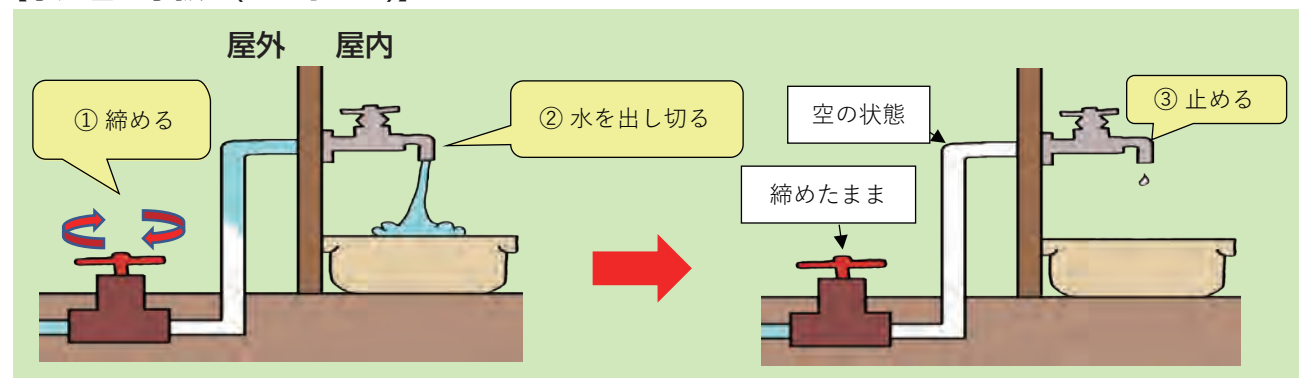 屋外 屋内
① 締める
② 水を出し切る
空の状態
③ 止める
締めたまま